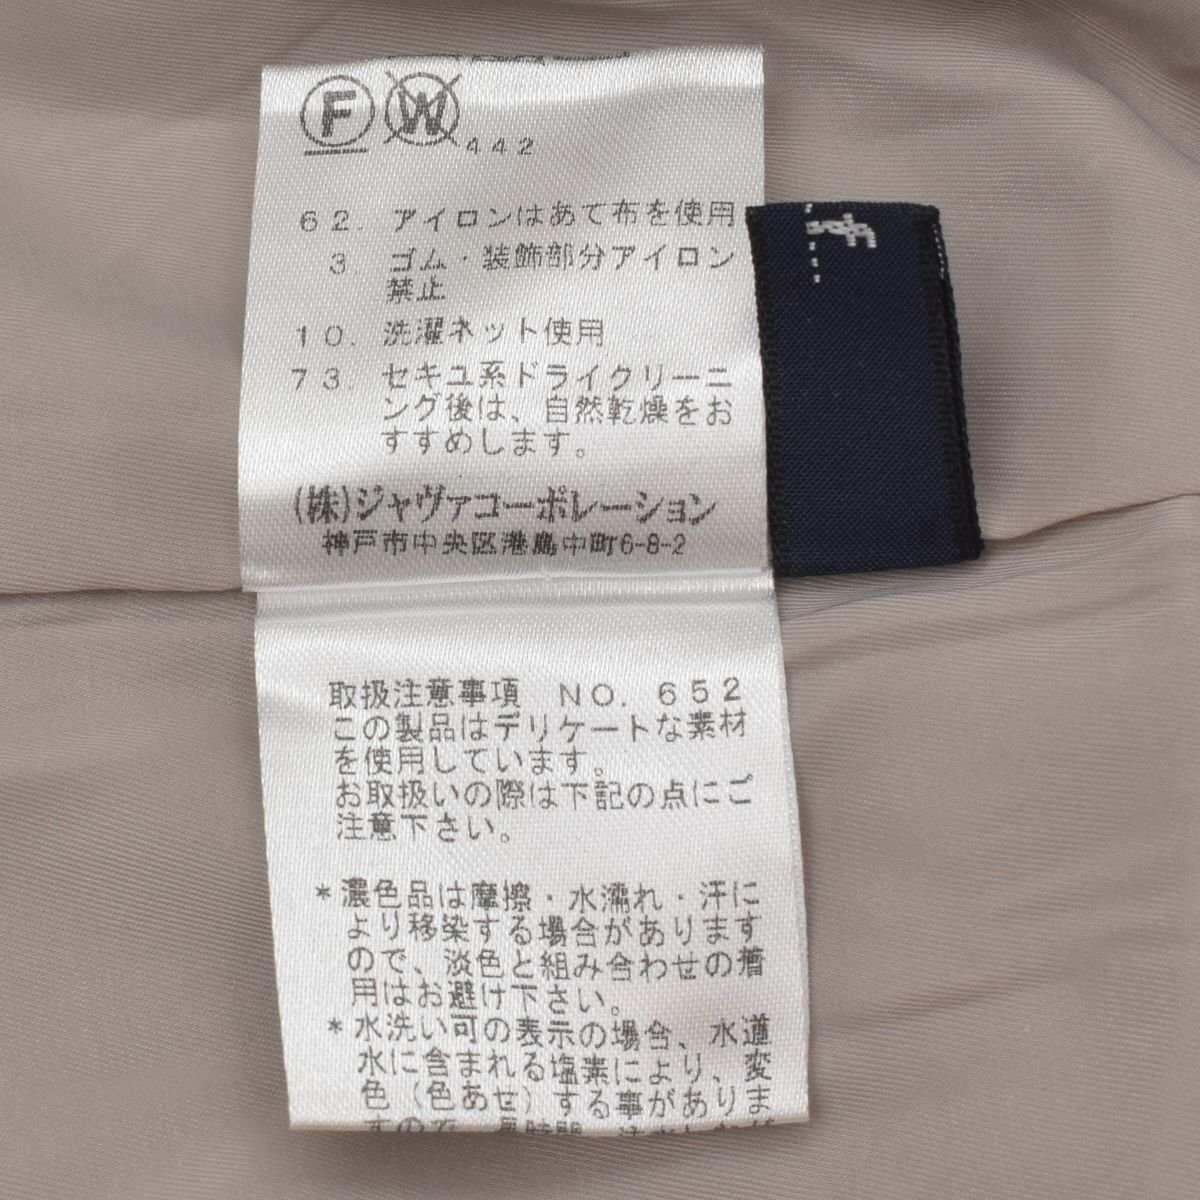 F W 442
62. アイロンはあて布を使用
3. ゴム・装飾部分アイロン
禁止
10. 洗濯ネット使用
73. セキユ系ドライクリーニ
ング後は、自然乾燥をお
すすめします。
(株)ジャヴァコーポレーション
神戸市中央区港島中町6-8-2
取扱注意事項 NO. 652
この製品はデリケートな素材
を使用しています。
お取扱いの際は下記の点にご
注意下さい。
*濃色品は摩擦・水濡れ・汗に
より移染する場合があります
ので、淡色と組み合わせの着
用はお避け下さい。
*水洗い可の表示の場合、水道
水に含まれる塩素により、変
色(色あせ)する事がありま
すので、長時間